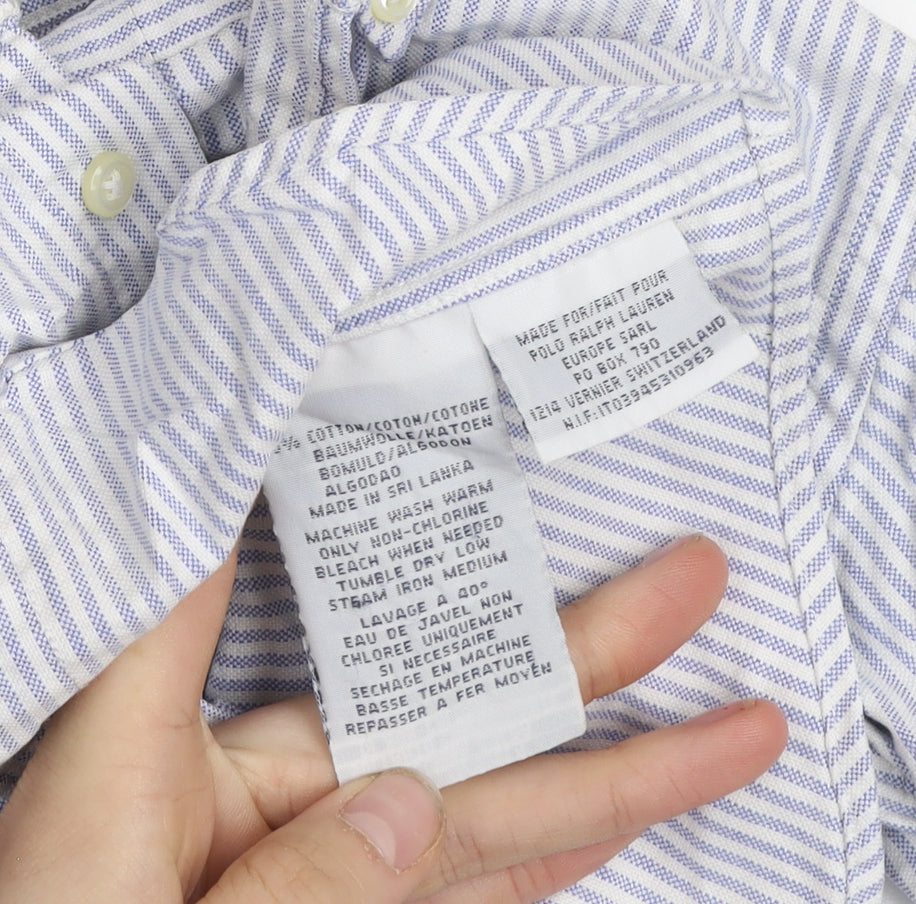 % COTTON/COTON/COTONE
BAUMWOLLE/KATOEN
BOMULD/ALGODON
ALGODAO
MADE IN SRI LANKA
MACHINE WASH WARM
ONLY NON-CHLORINE
BLEACH WHEN NEEDED
TUMBLE DRY LOW
STEAM IRON MEDIUM
LAVAGE A 40°
EAU DE JAVEL NON
CHLOREE UNIQUEMENT
SI NECESSAIRE
SECHAGE EN MACHINE
BASSE TEMPERATURE
REPASSER A FER MOYEN
MADE FOR/FAIT POUR
POLO RALPH LAUREN
EUROPE SARL
PO BOX 790
1214 VERNIER SWITZERLAND
N.I.F:IT03945310963